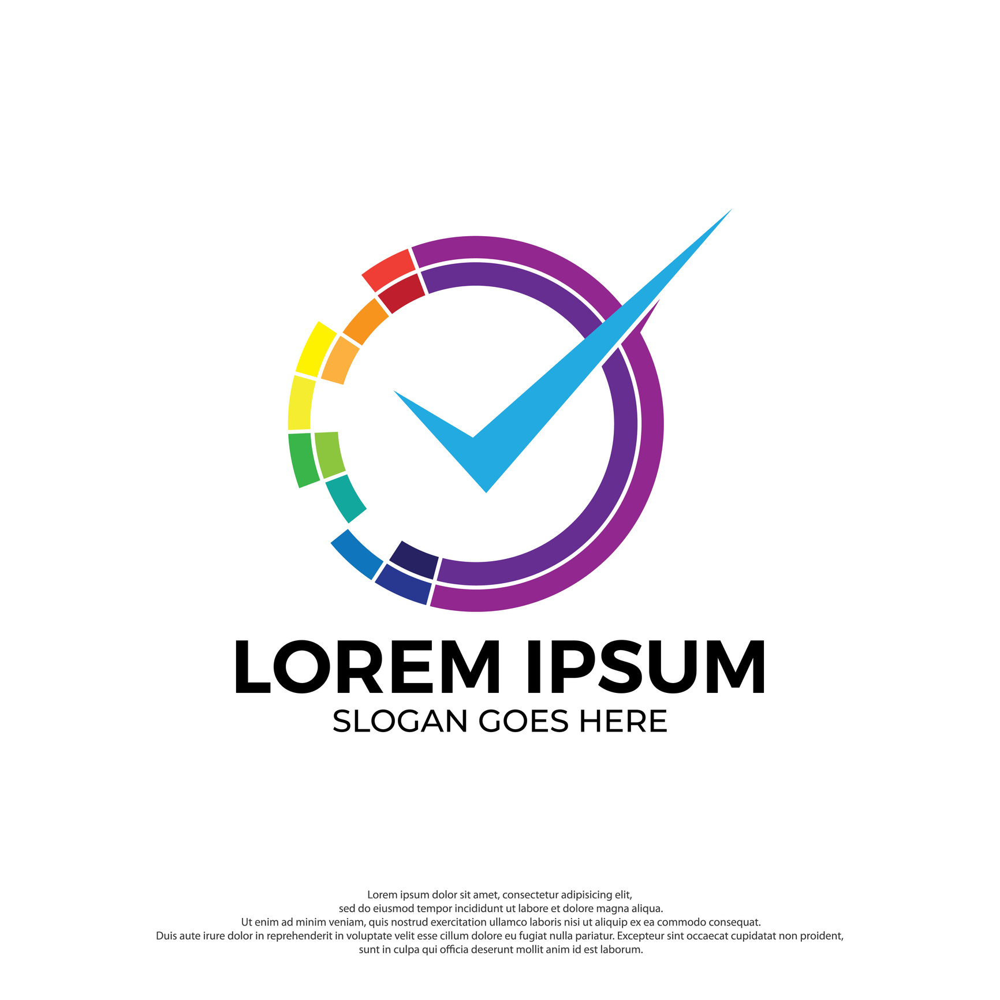 LOREM IPSUM
SLOGAN GOES HERE
Lorem ipsum dolor sit amet, consectetur adipisicing elit,
sed do eiusmod tempor incididunt ut labore et dolore magna aliqua.
Ut enim ad minim veniam, quis nostrud exercitation ullamco laboris nisi ut aliquip ex ea commodo consequat.
Duis aute irure dolor in reprehenderit in voluptate velit esse cillum dolore eu fugiat nulla pariatur. Excepteur sint occaecat cupidatat non proident,
sunt in culpa qui officia deserunt mollit anim id est laborum.